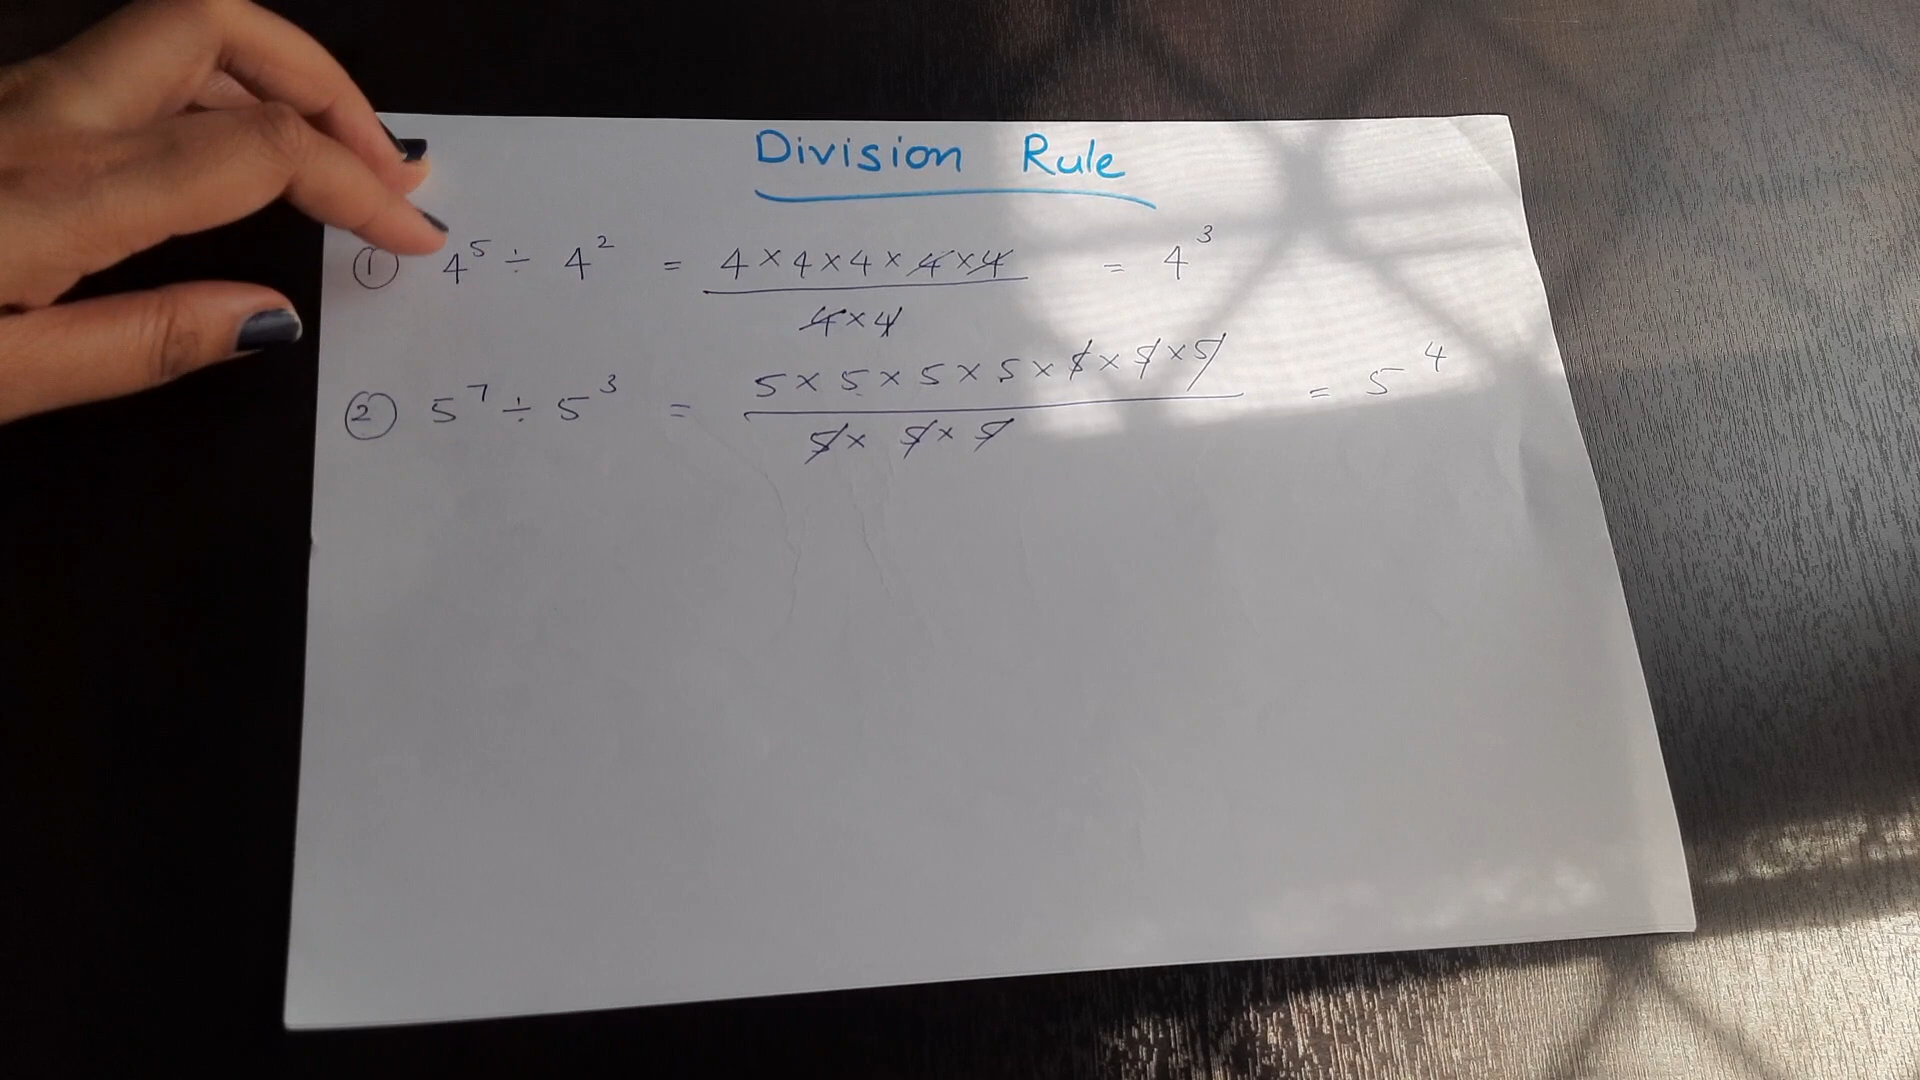 Division Rule
① 4⁵ ÷ 4² = 4 × 4 × 4 × 4 × 4 / 4 × 4 = 4³
② 5⁷ ÷ 5³ = 5 × 5 × 5 × 5 × 5 × 5 × 5 / 5 × 5 × 5 = 5⁴